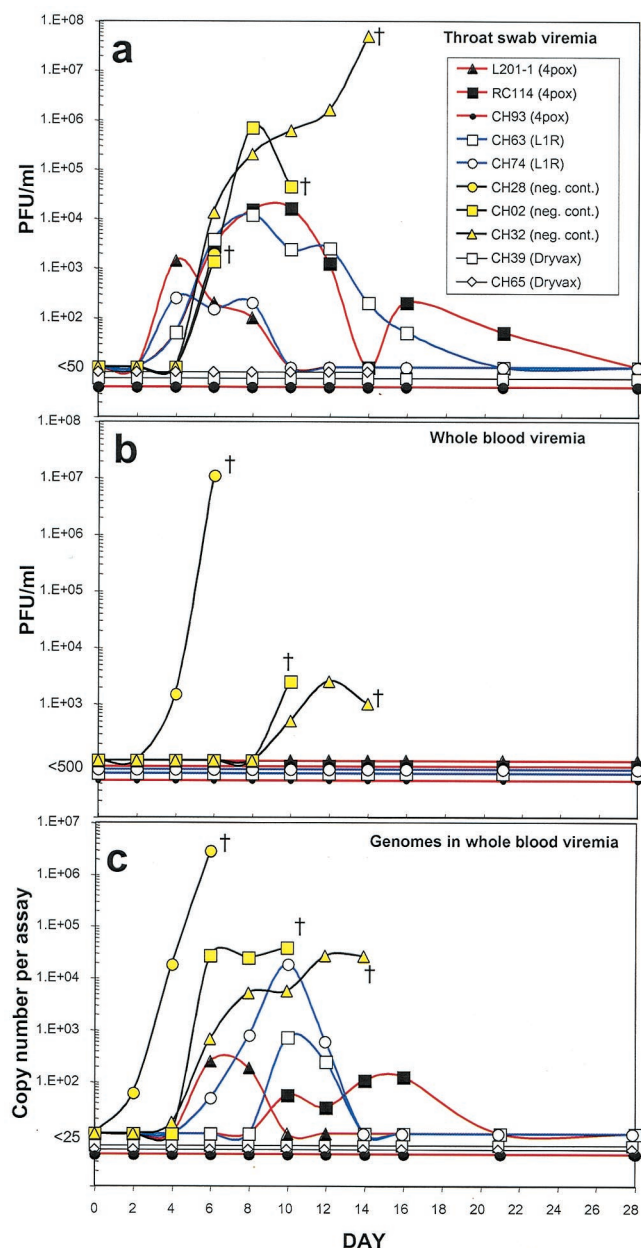 a
Throat swab viremia
1.E+08
1.E+07
1.E+06
1.E+05
1.E+04
1.E+03
1.E+02
<50
PFU/ml
L201-1 (4pox)
RC114 (4pox)
CH93 (4pox)
CH63 (L1R)
CH74 (L1R)
CH28 (neg. cont.)
CH02 (neg. cont.)
CH32 (neg. cont.)
CH39 (Dryvax)
CH65 (Dryvax)
†
†
†
b
Whole blood viremia
1.E+08
1.E+07
1.E+06
1.E+05
1.E+04
1.E+03
<500
PFU/ml
†
†
†
c
Genomes in whole blood viremia
1.E+07
1.E+06
1.E+05
1.E+04
1.E+03
1.E+02
<25
Copy number per assay
†
†
†
0 2 4 6 8 10 12 14 16 18 20 22 24 26 28
DAY